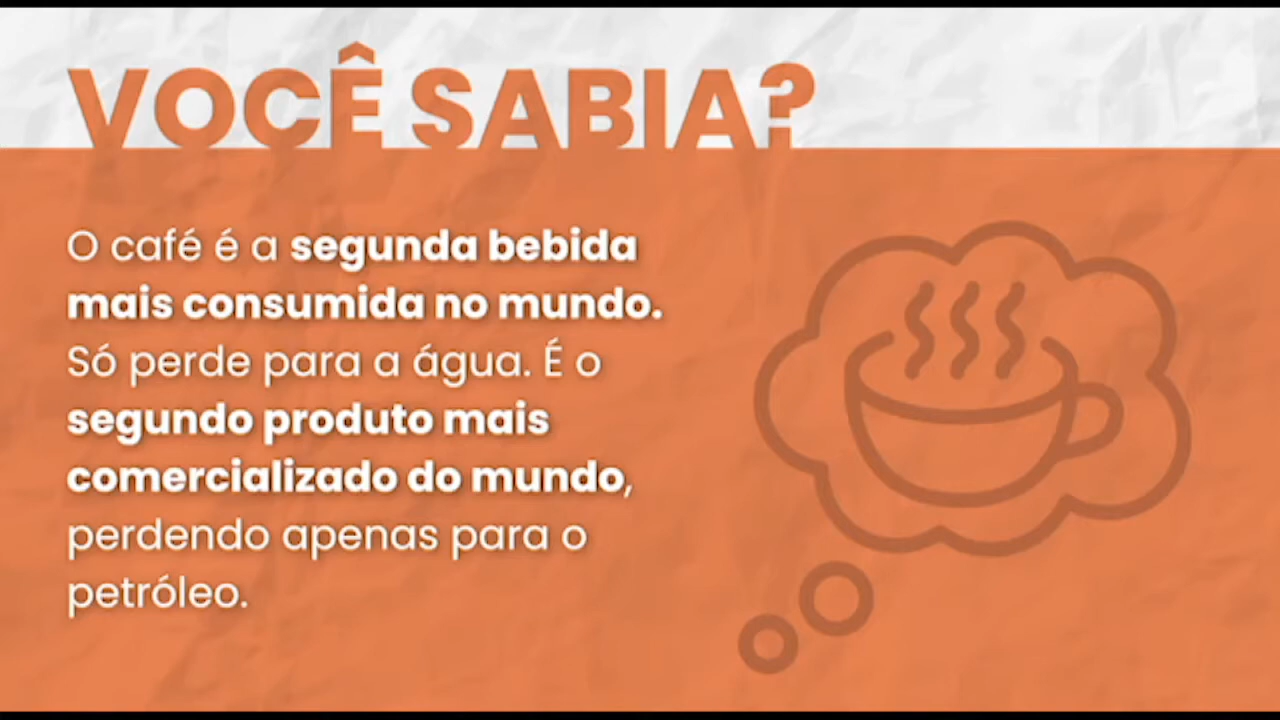 VOCÊ SABIA?
O café é a segunda bebida
mais consumida no mundo.
Só perde para a água. É o
segundo produto mais
comercializado do mundo,
perdendo apenas para o
petróleo.